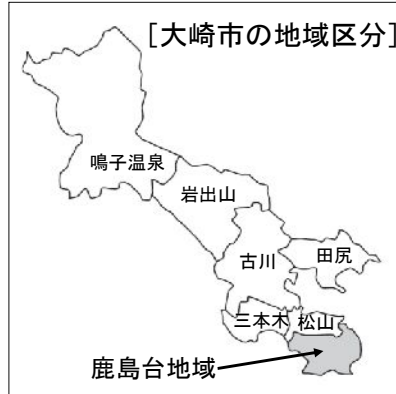 [大崎市の地域区分]
鳴子温泉
岩出山
古川
田尻
三本木
松山
鹿島台地域